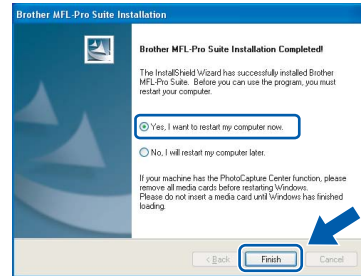 Brother MFL-Pro Suite Installation
Brother MFL-Pro Suite Installation Completed!
The InstallShield Wizard has successfully installed Brother
MFL-Pro Suite. Before you can use the program, you must
restart your computer.
Yes, I want to restart my computer now.
No, I will restart my computer later.
If your machine has the PhotoCapture Center function, please
remove all media cards before restarting Windows.
Please do not insert a media card until Windows has finished
loading.
< Back
Finish
Cancel